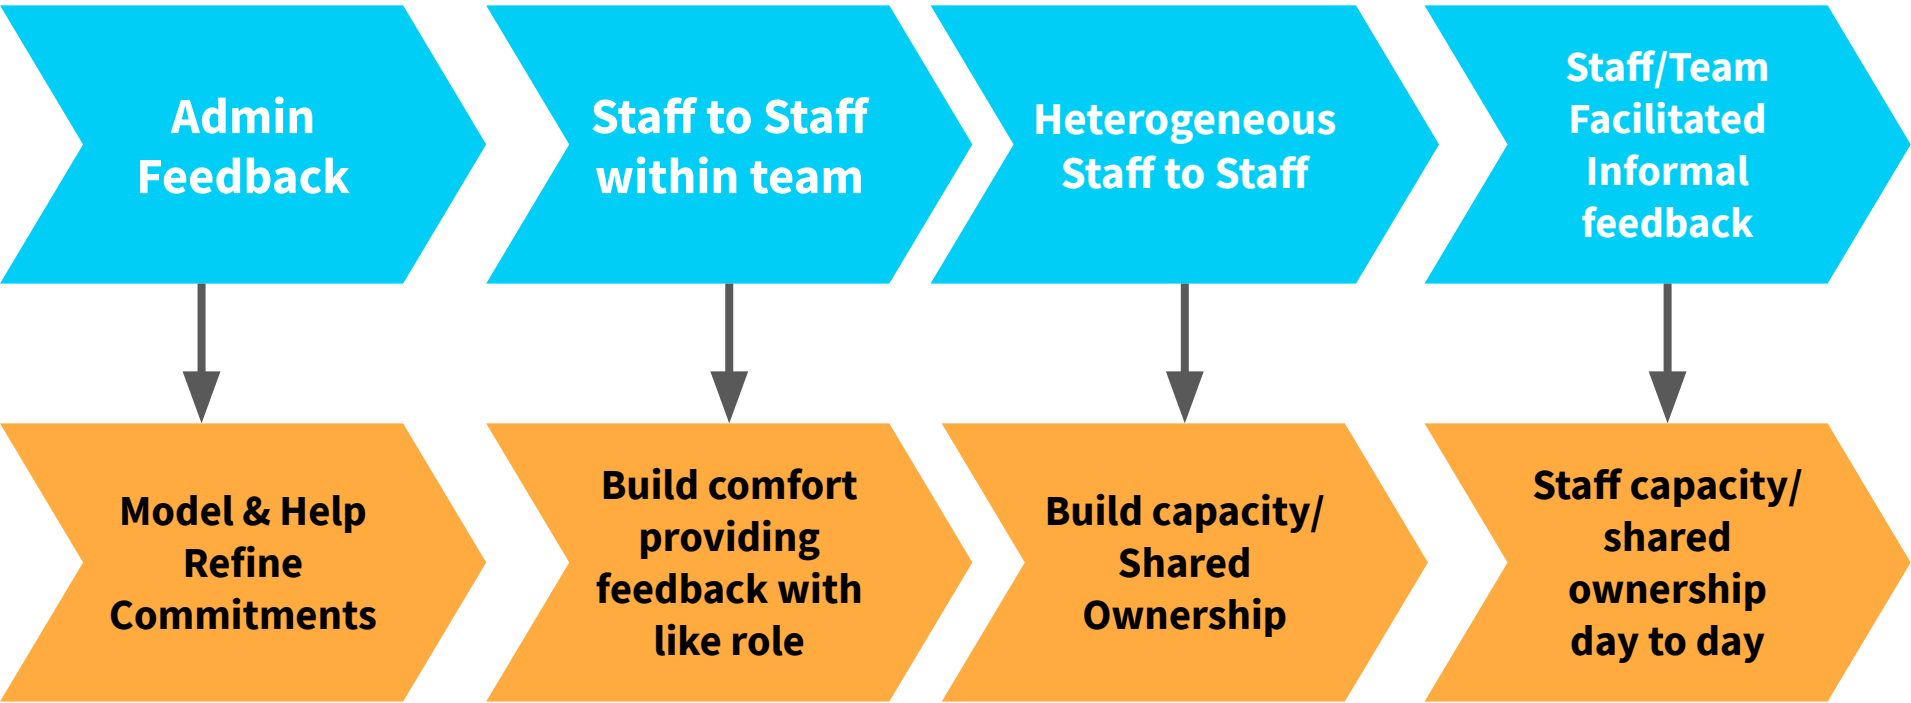 Admin
Feedback
Staff to Staff
within team
Heterogeneous
Staff to Staff
Staff/Team
Facilitated
Informal
feedback
Model & Help
Refine
Commitments
Build comfort
providing
feedback with
like role
Build capacity/
Shared
Ownership
Staff capacity/
shared
ownership
day to day